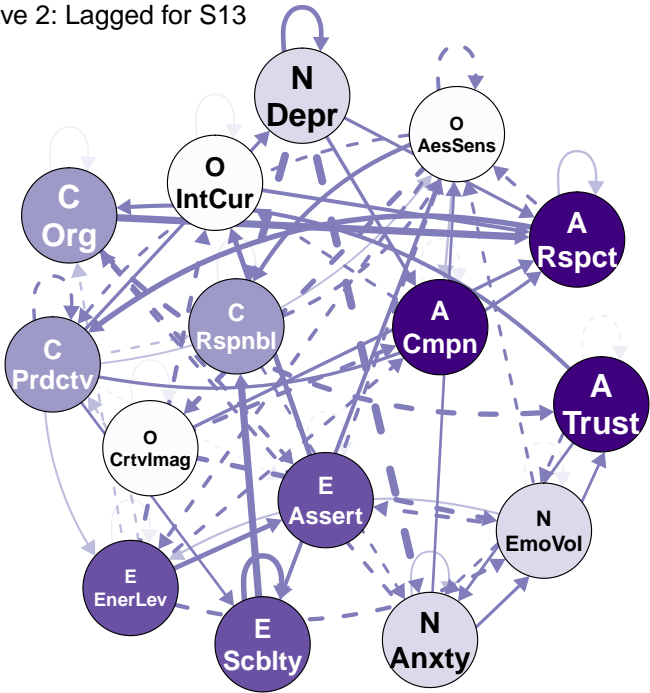 ve 2: Lagged for S13
N
Depr
O
AesSens
O
IntCur
C
Org
A
Rspct
C
Rspnbl
A
Cmpn
C
Prdctv
A
Trust
O
CrtvImag
E
Assert
N
EmoVol
E
EnerLev
E
Scblty
N
Anxty